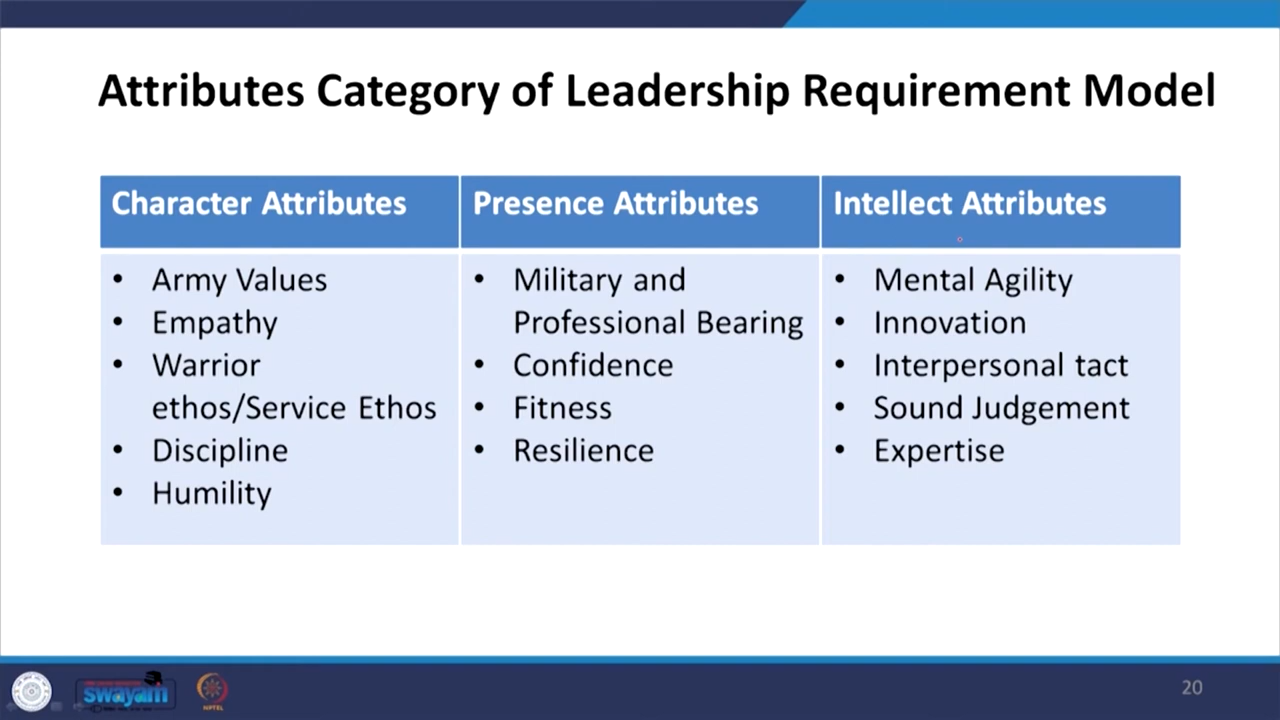 Attributes Category of Leadership Requirement Model
Character Attributes
Presence Attributes
Intellect Attributes
• Army Values
• Empathy
• Warrior
ethos/Service Ethos
• Discipline
• Humility
• Military and
Professional Bearing
• Confidence
• Fitness
• Resilience
• Mental Agility
• Innovation
• Interpersonal tact
• Sound Judgement
• Expertise
swayam
NPTEL
20